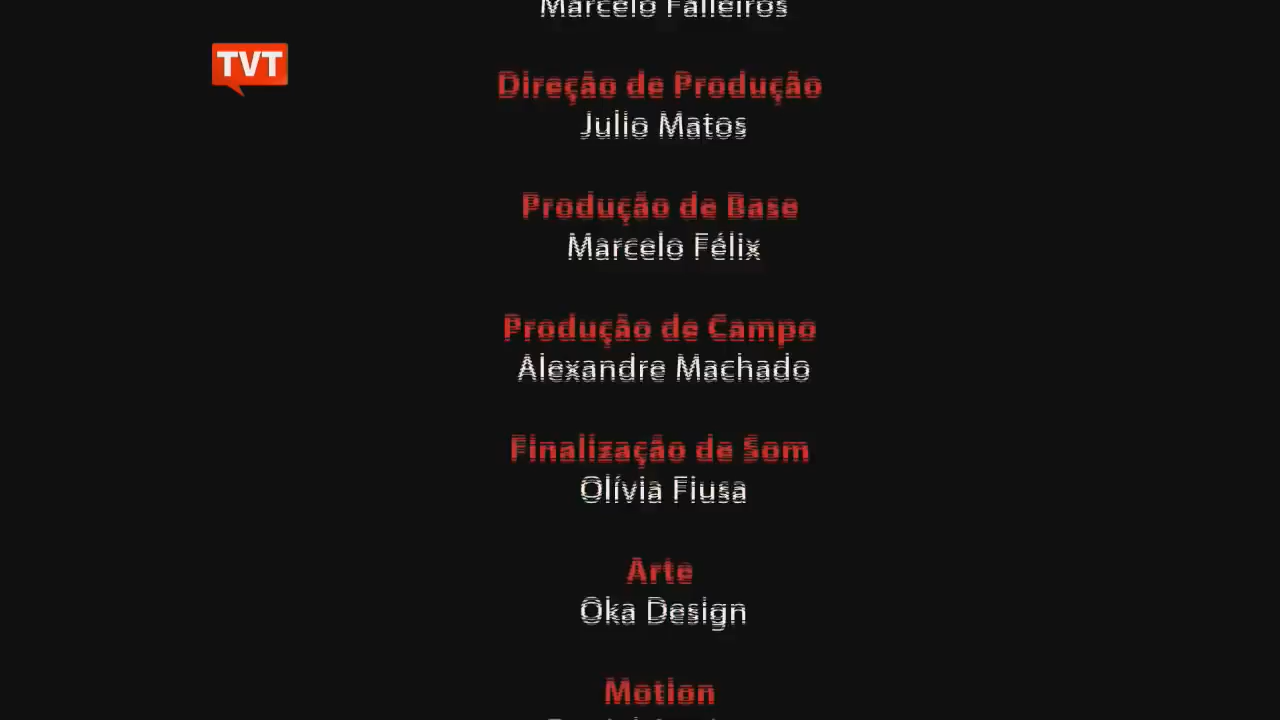 Marcelo Falleiros
TVT
Direção de Produção
Julio Matos
Produção de Base
Marcelo Félix
Produção de Campo
Alexandre Machado
Finalização de Som
Olívia Fiusa
Arte
Oka Design
Motion